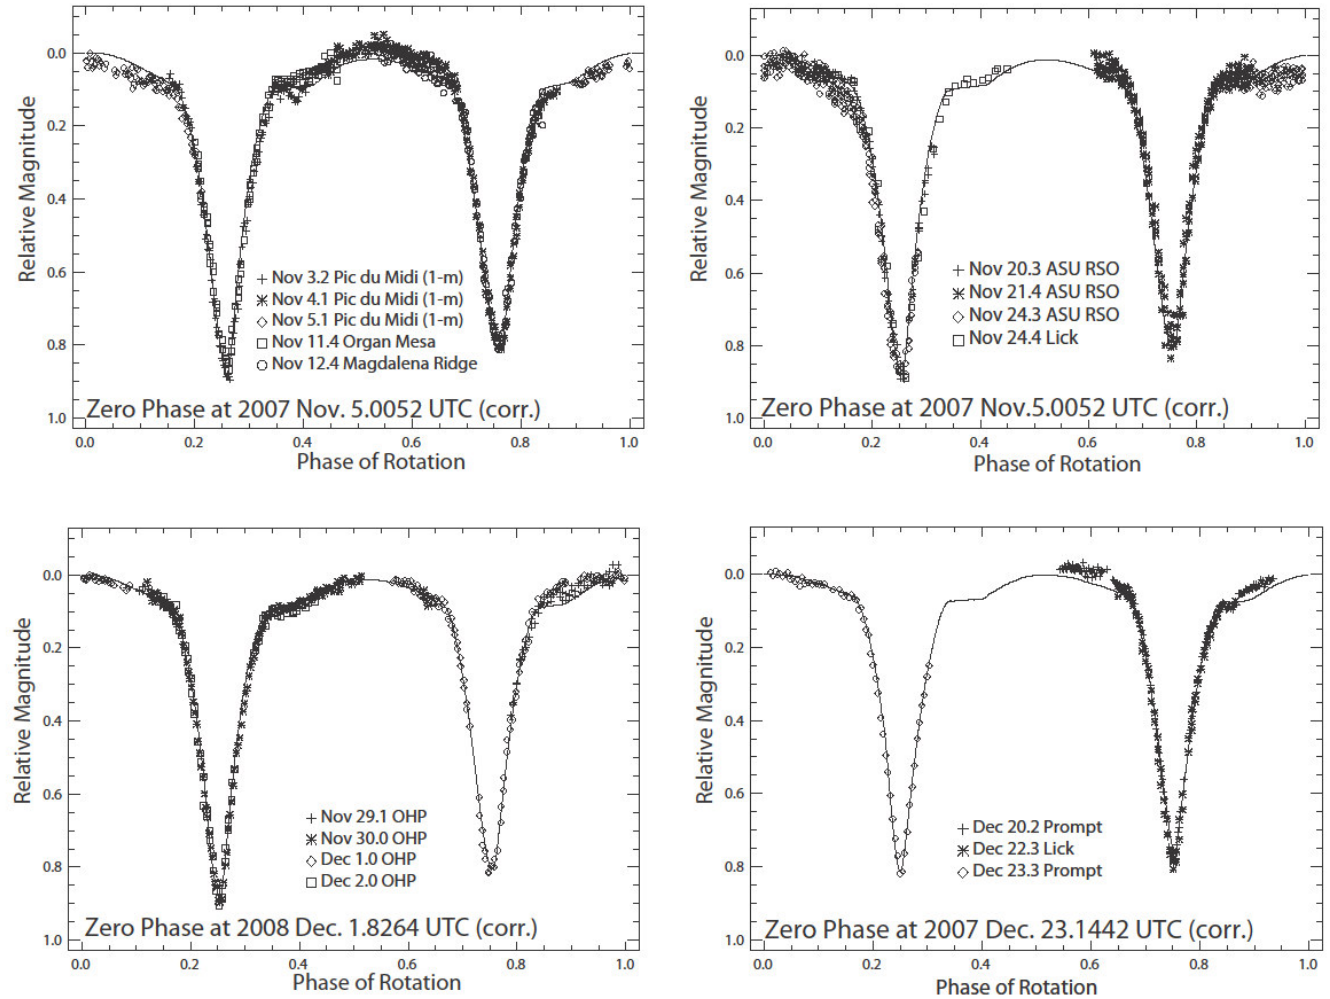 0.0
0.2
0.4
0.6
0.8
1.0
Relative Magnitude
+ Nov 3.2 Pic du Midi (1-m)
Nov 4.1 Pic du Midi (1-m)
Nov 5.1 Pic du Midi (1-m)
Nov 11.4 Organ Mesa
Nov 12.4 Magdalena Ridge
Zero Phase at 2007 Nov. 5.0052 UTC (corr.)
0.0 0.2 0.4 0.6 0.8 1.0
Phase of Rotation
0.0
0.2
0.4
0.6
0.8
1.0
Relative Magnitude
+ Nov 20.3 ASU RSO
Nov 21.4 ASU RSO
Nov 24.3 ASU RSO
Nov 24.4 Lick
Zero Phase at 2007 Nov.5.0052 UTC (corr.)
0.0 0.2 0.4 0.6 0.8 1.0
Phase of Rotation
0.0
0.2
0.4
0.6
0.8
1.0
Relative Magnitude
+ Nov 29.1 OHP
Nov 30.0 OHP
Dec 1.0 OHP
Dec 2.0 OHP
Zero Phase at 2008 Dec. 1.8264 UTC (corr.)
0.0 0.2 0.4 0.6 0.8 1.0
Phase of Rotation
0.0
0.2
0.4
0.6
0.8
1.0
Relative Magnitude
+ Dec 20.2 Prompt
Dec 22.3 Lick
Dec 23.3 Prompt
Zero Phase at 2007 Dec. 23.1442 UTC (corr.)
0.0 0.2 0.4 0.6 0.8 1.0
Phase of Rotation